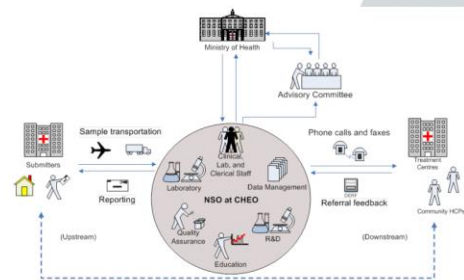 Ministry of Health
Advisory Committee
Sample transportation
Phone calls and faxes
Submitters
Clinical,
Lab, and
Clerical Staff
Treatment
Centres
Laboratory
Data Management
Reporting
NSO at CHEO
Referral feedback
Community HCPs
Quality
Assurance
R&D
(Upstream)
(Downstream)
Education